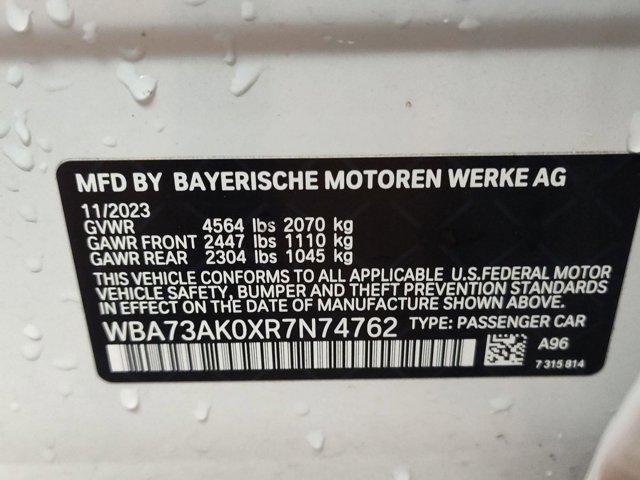 MFD BY BAYERISCHE MOTOREN WERKE AG
11/2023
GVWR 4564 lbs 2070 kg
GAWR FRONT 2447 lbs 1110 kg
GAWR REAR 2304 lbs 1045 kg
THIS VEHICLE CONFORMS TO ALL APPLICABLE U.S.FEDERAL MOTOR
VEHICLE SAFETY, BUMPER AND THEFT PREVENTION STANDARDS
IN EFFECT ON THE DATE OF MANUFACTURE SHOWN ABOVE.
WBA73AK0XR7N74762 TYPE: PASSENGER CAR
A96
7 315 814